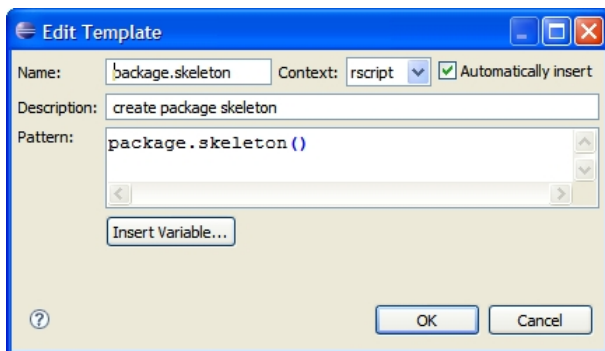 Edit Template
Name: package.skeleton Context: rscript Automatically insert
Description: create package skeleton
Pattern: package.skeleton()
Insert Variable...
? OK Cancel